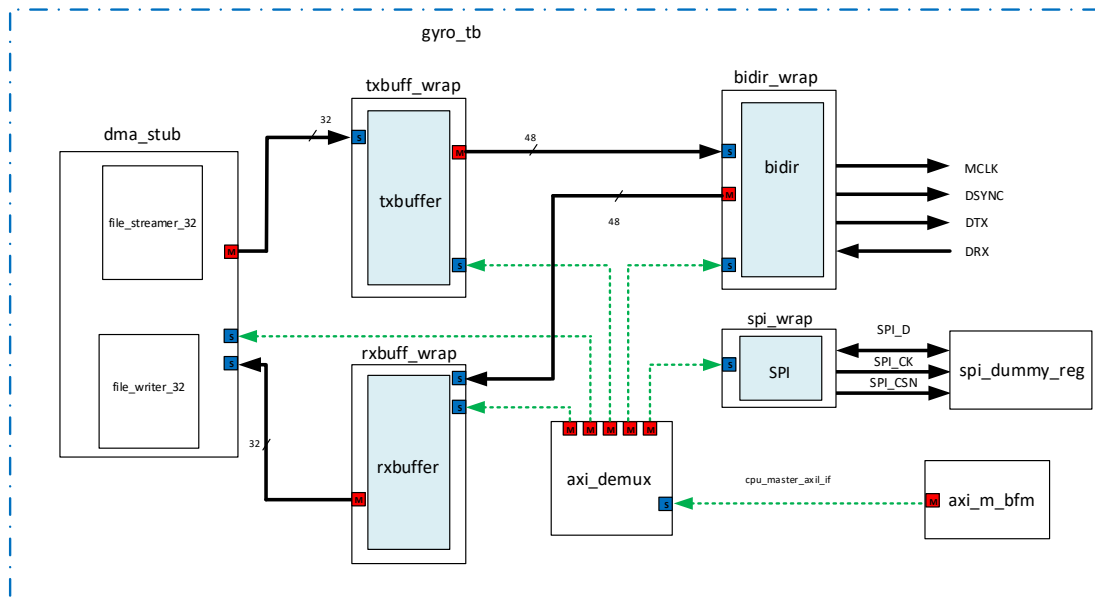 gyro_tb
txbuff_wrap
bidir_wrap
dma_stub
32
S
M
48
S
bidir
MCLK
txbuffer
file_streamer_32
M
M
DSYNC
48
DTX
M
DRX
S
S
spi_wrap
S
SPI_D
rxbuff_wrap
file_writer_32
S
S
S
SPI
SPI_CK
spi_dummy_reg
SPI_CSN
S
M
M
M
M
M
32
rxbuffer
axi_demux
cpu_master_axil_if
M
S
M
axi_m_bfm